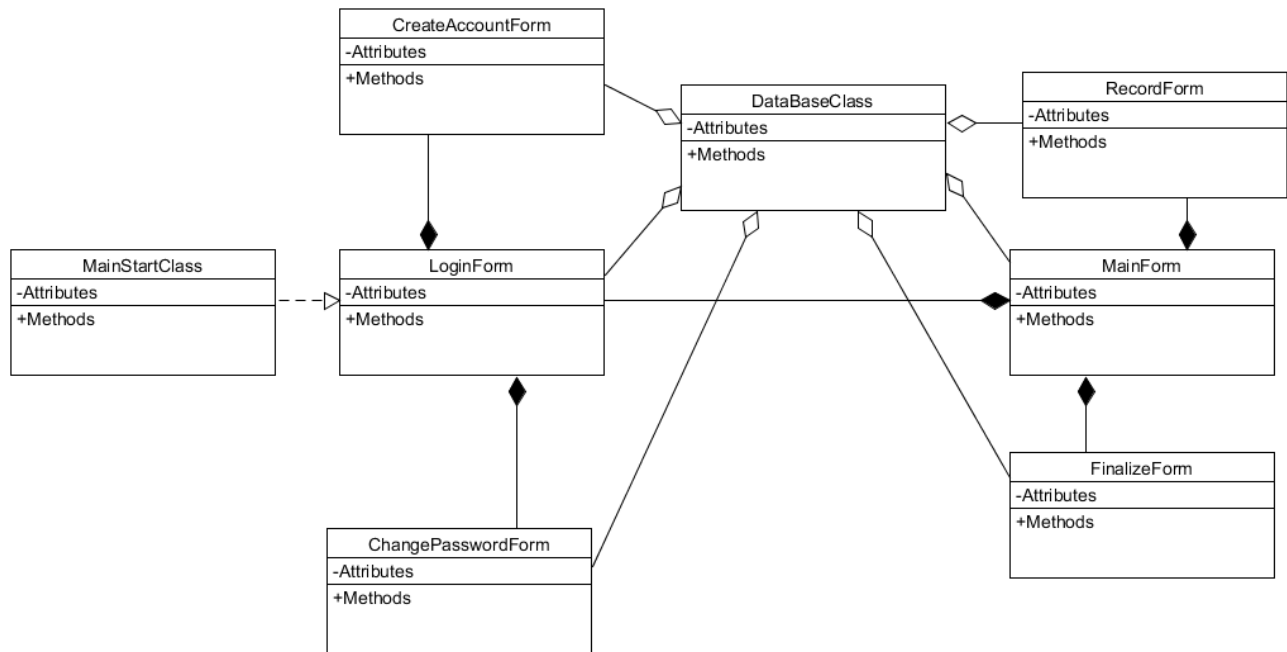 CreateAccountForm
-Attributes
+Methods
DataBaseClass
-Attributes
+Methods
RecordForm
-Attributes
+Methods
MainStartClass
-Attributes
+Methods
LoginForm
-Attributes
+Methods
MainForm
-Attributes
+Methods
FinalizeForm
-Attributes
+Methods
ChangePasswordForm
-Attributes
+Methods